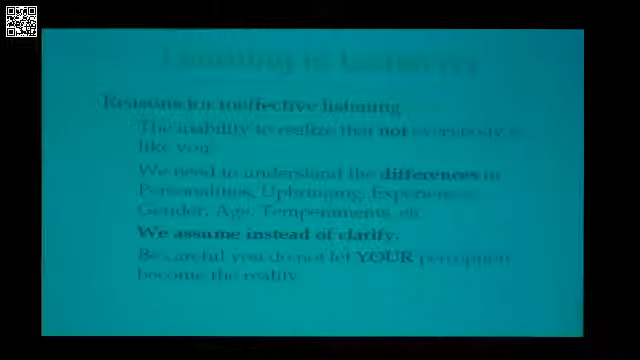 Reasons for ineffective listening
The inability to realize that not everybody is
like you
We need to understand the differences in
Personalities, Upbringing, Experiences
Gender, Age, Temperaments, etc
We assume instead of clarify.
Be careful you do not let YOUR perception
become the reality